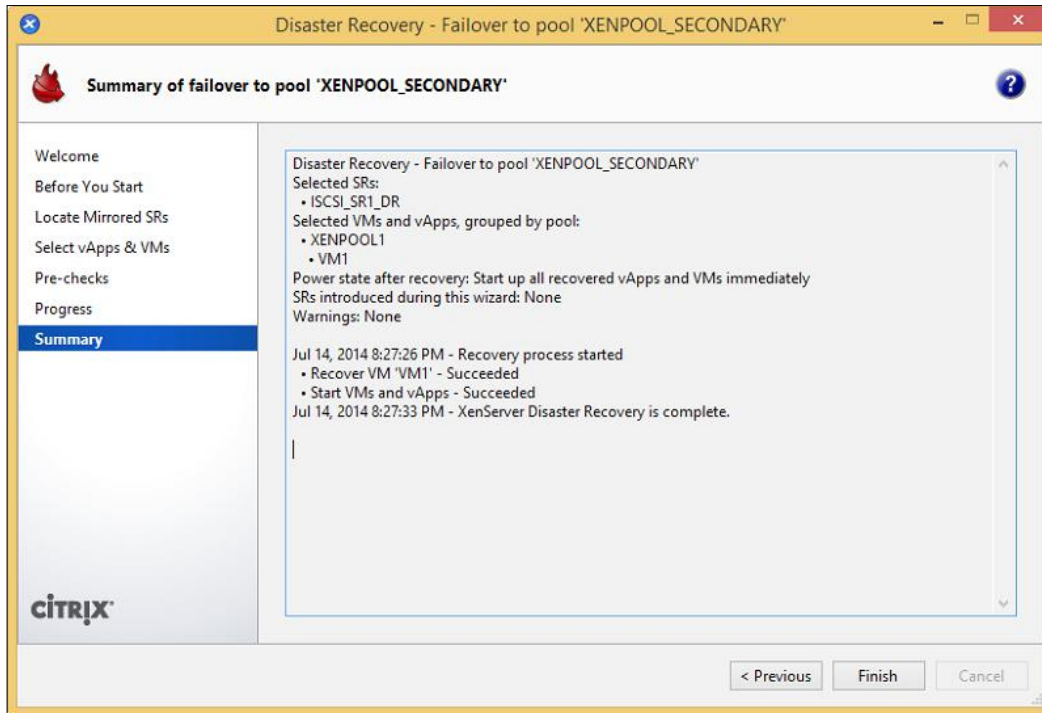 Disaster Recovery - Failover to pool 'XENPOOL_SECONDARY'
Summary of failover to pool 'XENPOOL_SECONDARY'
Welcome
Before You Start
Locate Mirrored SRs
Select vApps & VMs
Pre-checks
Progress
Summary
Disaster Recovery - Failover to pool 'XENPOOL_SECONDARY'
Selected SRs:
• ISCSI_SR1_DR
Selected VMs and vApps, grouped by pool:
• XENPOOL1
• VM1
Power state after recovery: Start up all recovered vApps and VMs immediately
SRs introduced during this wizard: None
Warnings: None
Jul 14, 2014 8:27:26 PM - Recovery process started
• Recover VM 'VM1' - Succeeded
• Start VMs and vApps - Succeeded
Jul 14, 2014 8:27:33 PM - XenServer Disaster Recovery is complete.
CİTRIX
< Previous
Finish
Cancel